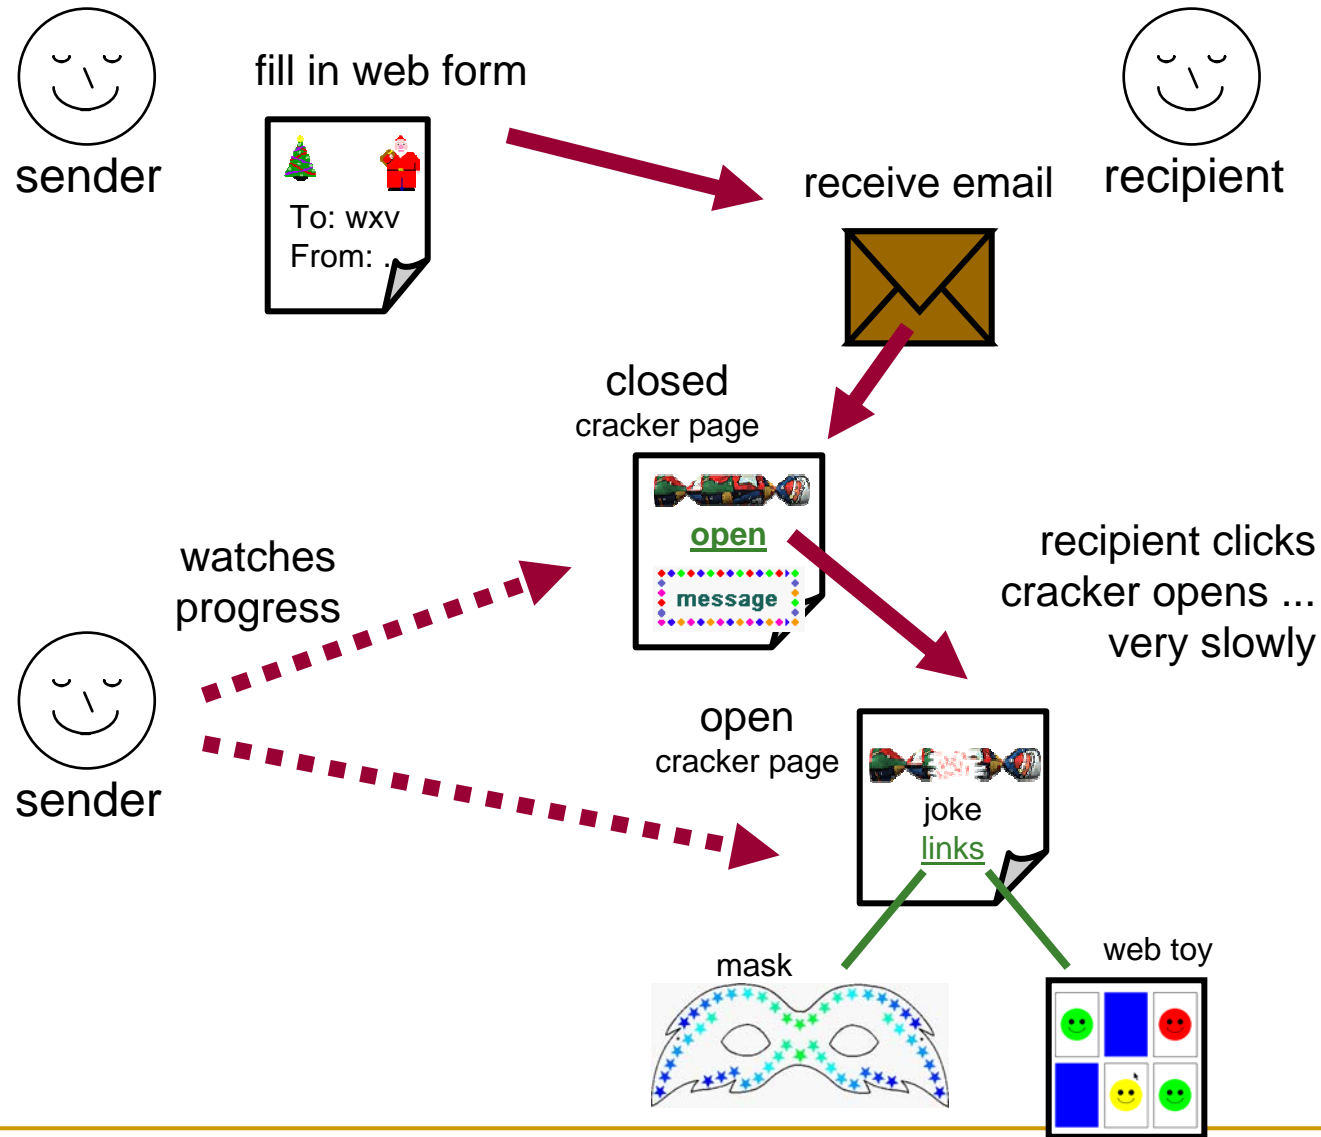 fill in web form
sender
To: wxv
From: ..
receive email
recipient
closed
cracker page
open
message
watches
progress
recipient clicks
cracker opens ...
very slowly
sender
open
cracker page
joke
links
mask
web toy